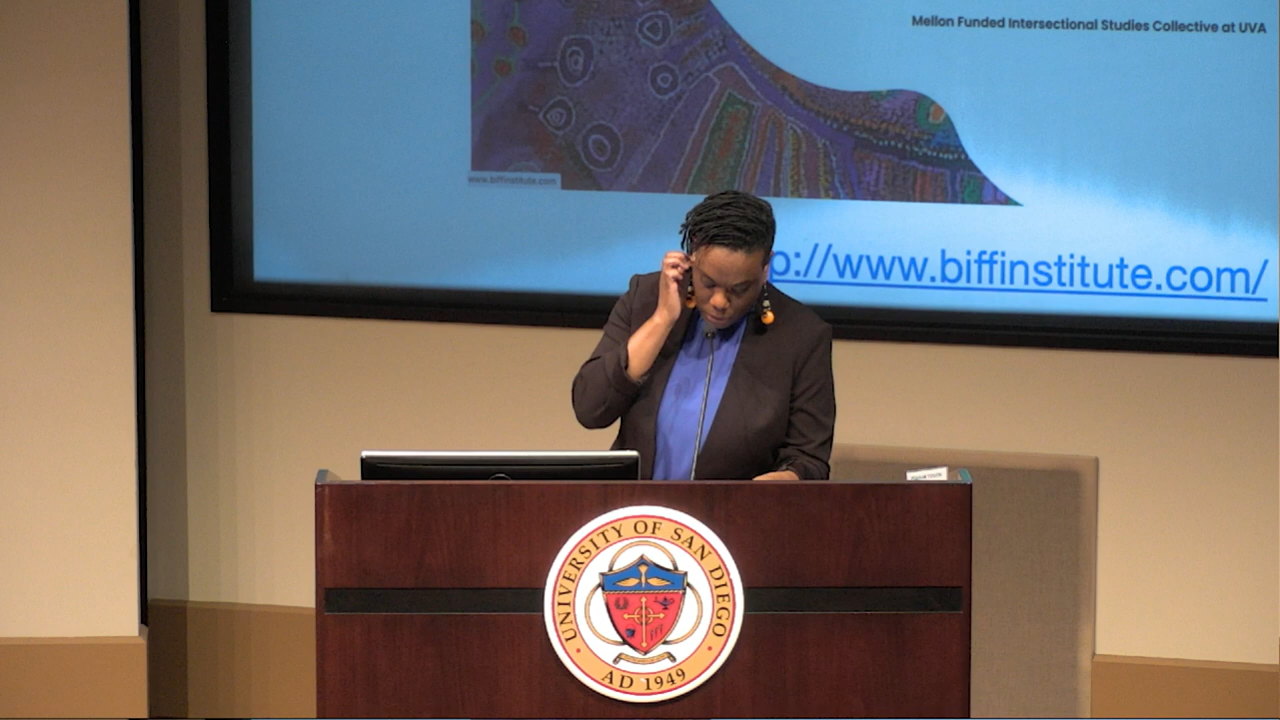 Mellon Funded Intersectional Studies Collective at UVA
www.biffinstitute.com
p://www.biffinstitute.com/
UNIVERSITY OF SAN DIEGO
AD 1949